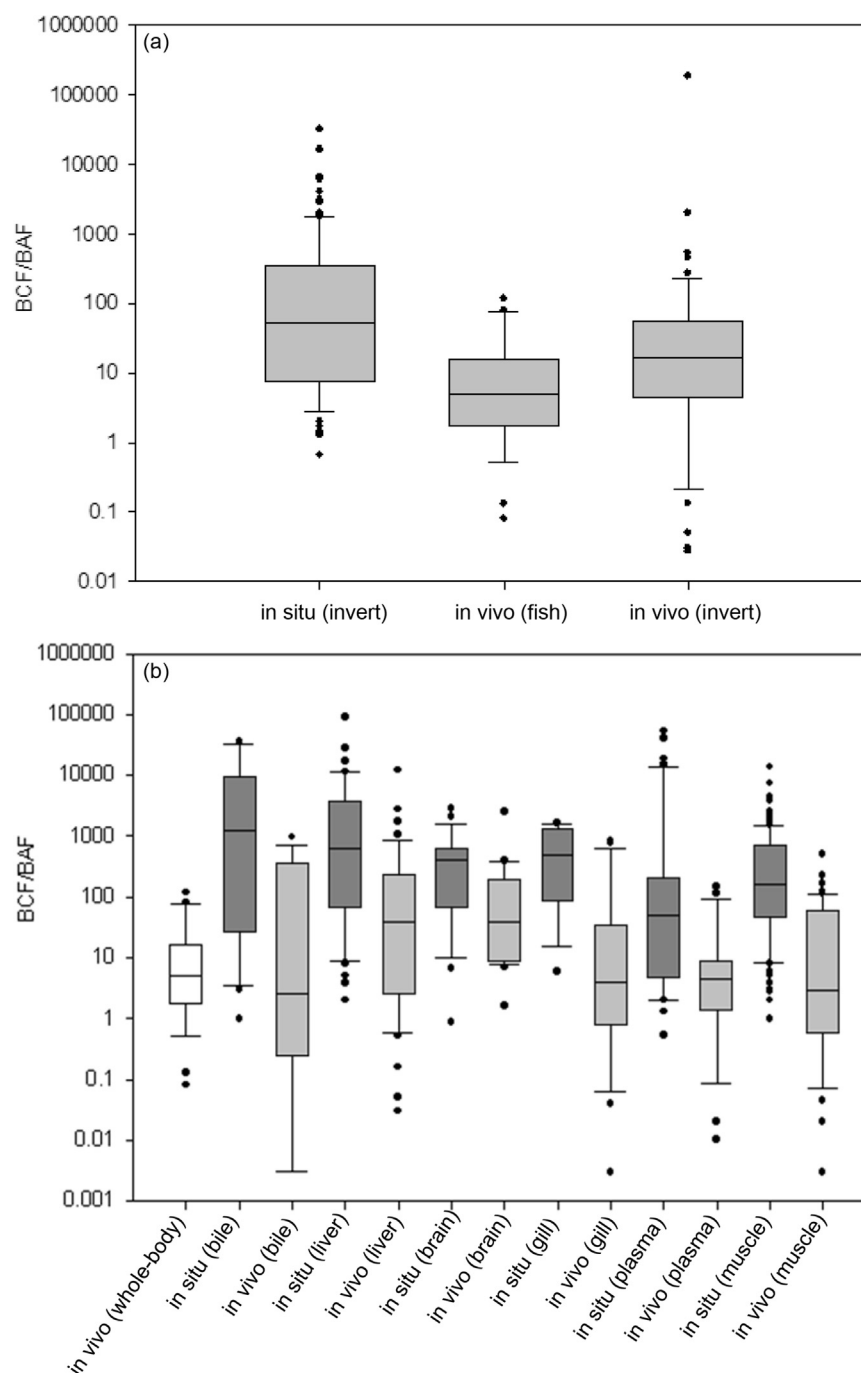 (a)
1000000
100000
10000
1000
100
10
1
0.1
0.01
BCF/BAF
in situ (invert)
in vivo (fish)
in vivo (invert)
(b)
1000000
100000
10000
1000
100
10
1
0.1
0.01
0.001
BCF/BAF
in vivo (whole-body)
in situ (bile)
in vivo (bile)
in situ (liver)
in vivo (liver)
in situ (brain)
in vivo (brain)
in situ (gill)
in vivo (gill)
in situ (plasma)
in vivo (plasma)
in situ (muscle)
in vivo (muscle)